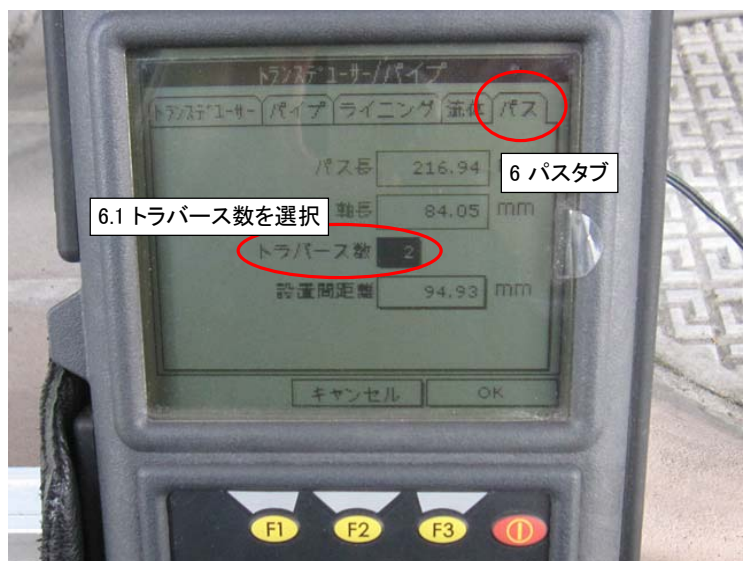 トランスデューサー/パイプ
トランスデューサー パイプ ライニング 流体 パス
パス長 216.94
6 パスタブ
6.1 トラバース数を選択
軸長 84.05 mm
トラバース数 2
設置間距離 94.93 mm
キャンセル OK
F1 F2 F3